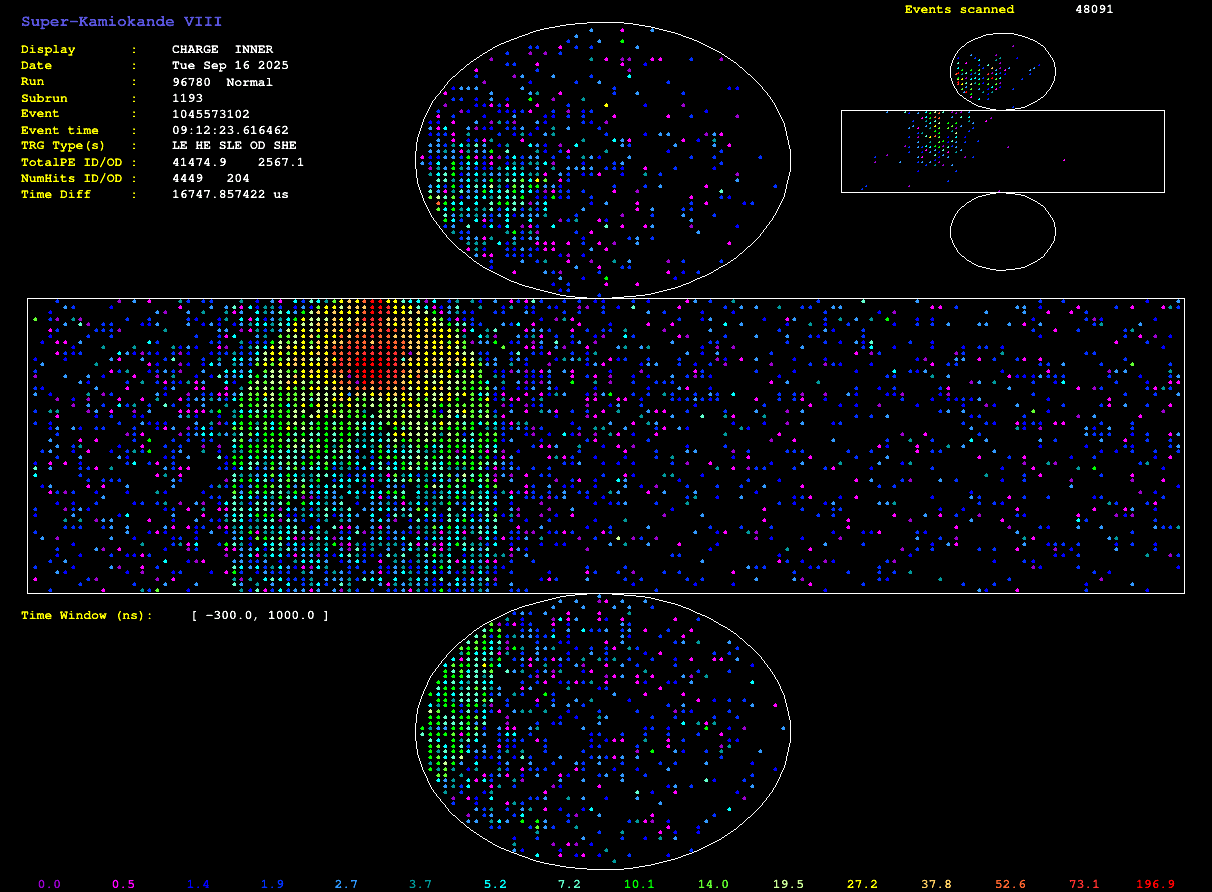 Super-Kamiokande VIII
Events scanned 48091
Display : CHARGE INNER
Date : Tue Sep 16 2025
Run : 96780 Normal
Subrun : 1193
Event : 1045573102
Event time : 09:12:23.616462
TRG Type(s) : LE HE SLE OD SHE
TotalPE ID/OD : 41474.9 2567.1
NumHits ID/OD : 4449 204
Time Diff : 16747.857422 us
Time Window (ns): [ -300.0, 1000.0 ]
0.0 0.5 1.4 1.9 2.7 3.7 5.2 7.2 10.1 14.0 19.5 27.2 37.8 52.6 73.1 196.9